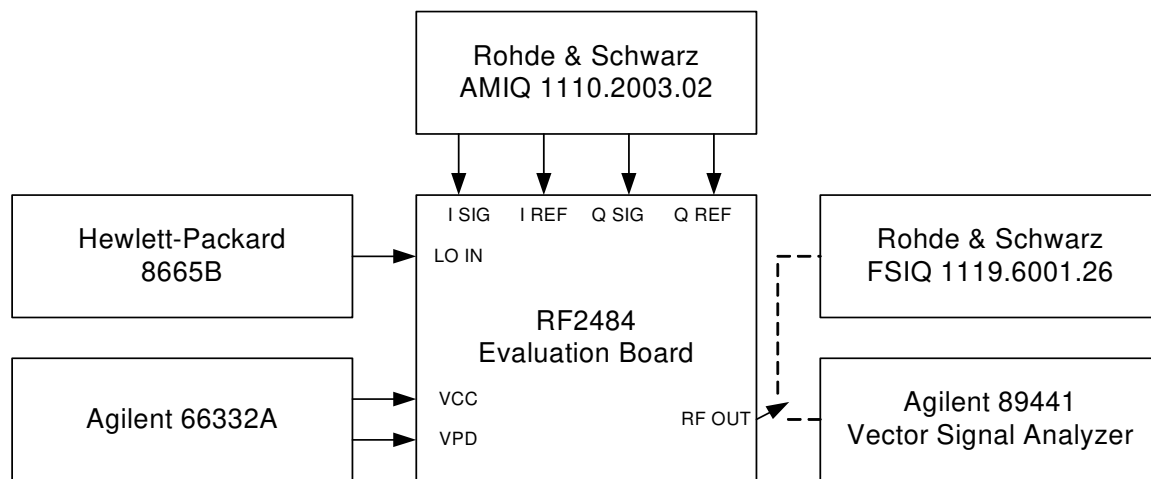 Rohde & Schwarz
AMIQ 1110.2003.02
I SIG I REF Q SIG Q REF
Hewlett-Packard
8665B
LO IN
Rohde & Schwarz
FSIQ 1119.6001.26
RF2484
Evaluation Board
Agilent 66332A
VCC
VPD
RF OUT
Agilent 89441
Vector Signal Analyzer